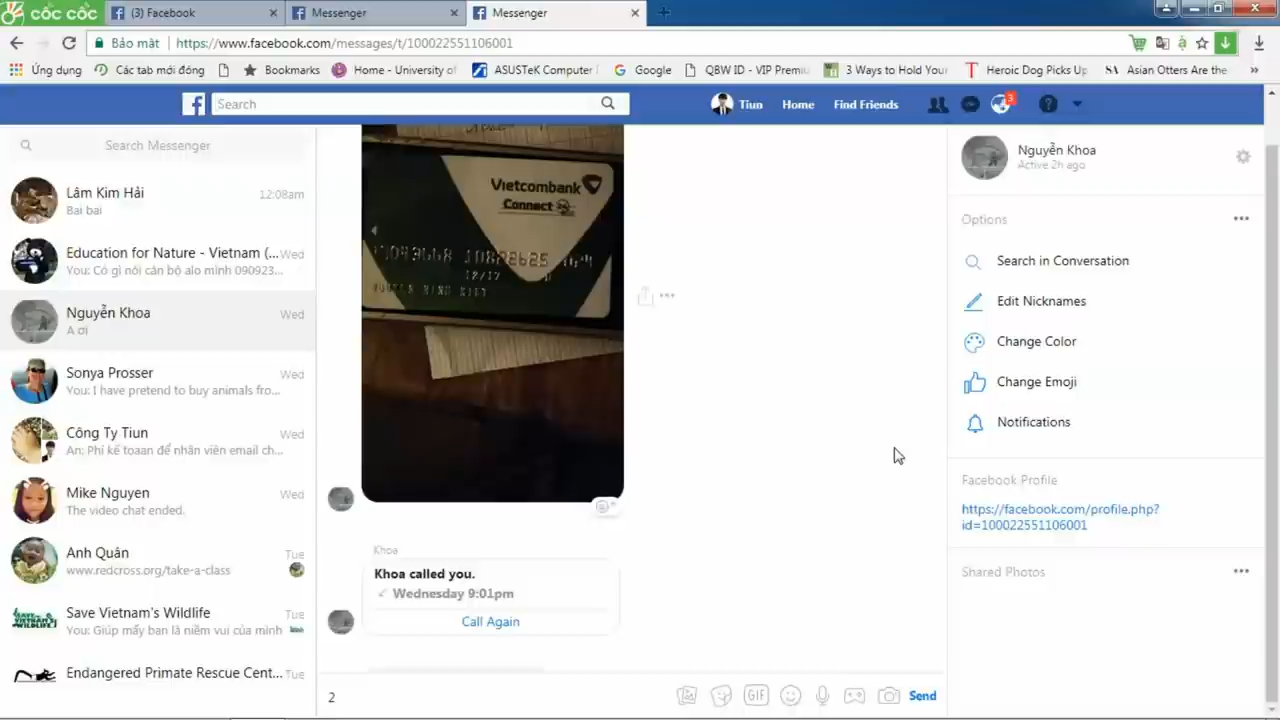 cốc cốc
(3) Facebook
Messenger
Messenger
Bảo mật
https://www.facebook.com/messages/t/100022551106001
Ứng dụng
Các tab mới đóng
Bookmarks
Home - University of
ASUSTeK Computer
Google
QBW ID - VIP Premiu
3 Ways to Hold Your
Heroic Dog Picks Up
Asian Otters Are the
Search
Tiun
Home
Find Friends
3
Search Messenger
Lâm Kim Hải
12:08am
Bai bai
Education for Nature - Vietnam (...
Wed
You: Có gì nói cán bộ alo mình 090923...
Nguyễn Khoa
Wed
A ơi
Sonya Prosser
Wed
You: I have pretend to buy animals fro...
Công Ty Tiun
Wed
An: Phí kế toaan để nhân viên email ch...
Mike Nguyen
Wed
The video chat ended.
Anh Quân
Tue
www.redcross.org/take-a-class
Save Vietnam's Wildlife
Tue
You: Giúp mấy bạn là niềm vui của mình
Endangered Primate Rescue Cent...
Tue
Vietcombank
Connect 24
12/17
Khoa
Khoa called you.
Wednesday 9:01pm
Call Again
2
GIF
Send
Nguyễn Khoa
Active 2h ago
Options
Search in Conversation
Edit Nicknames
Change Color
Change Emoji
Notifications
Facebook Profile
https://facebook.com/profile.php?
id=100022551106001
Shared Photos